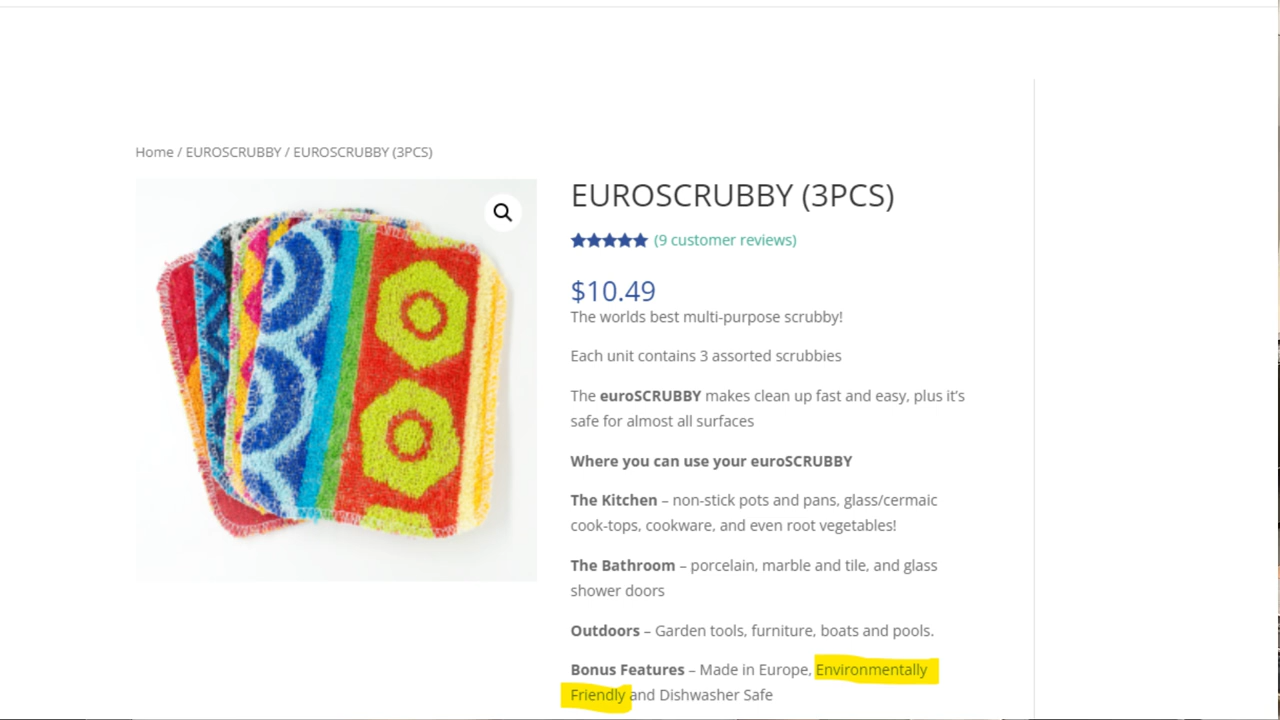 Home / EUROSCRUBBY / EUROSCRUBBY (3PCS)
EUROSCRUBBY (3PCS)
(9 customer reviews)
$10.49
The worlds best multi-purpose scrubby!
Each unit contains 3 assorted scrubbies
The euroSCRUBBY makes clean up fast and easy, plus it’s
safe for almost all surfaces
Where you can use your euroSCRUBBY
The Kitchen – non-stick pots and pans, glass/cermaic
cook-tops, cookware, and even root vegetables!
The Bathroom – porcelain, marble and tile, and glass
shower doors
Outdoors – Garden tools, furniture, boats and pools.
Bonus Features – Made in Europe, Environmentally
Friendly and Dishwasher Safe